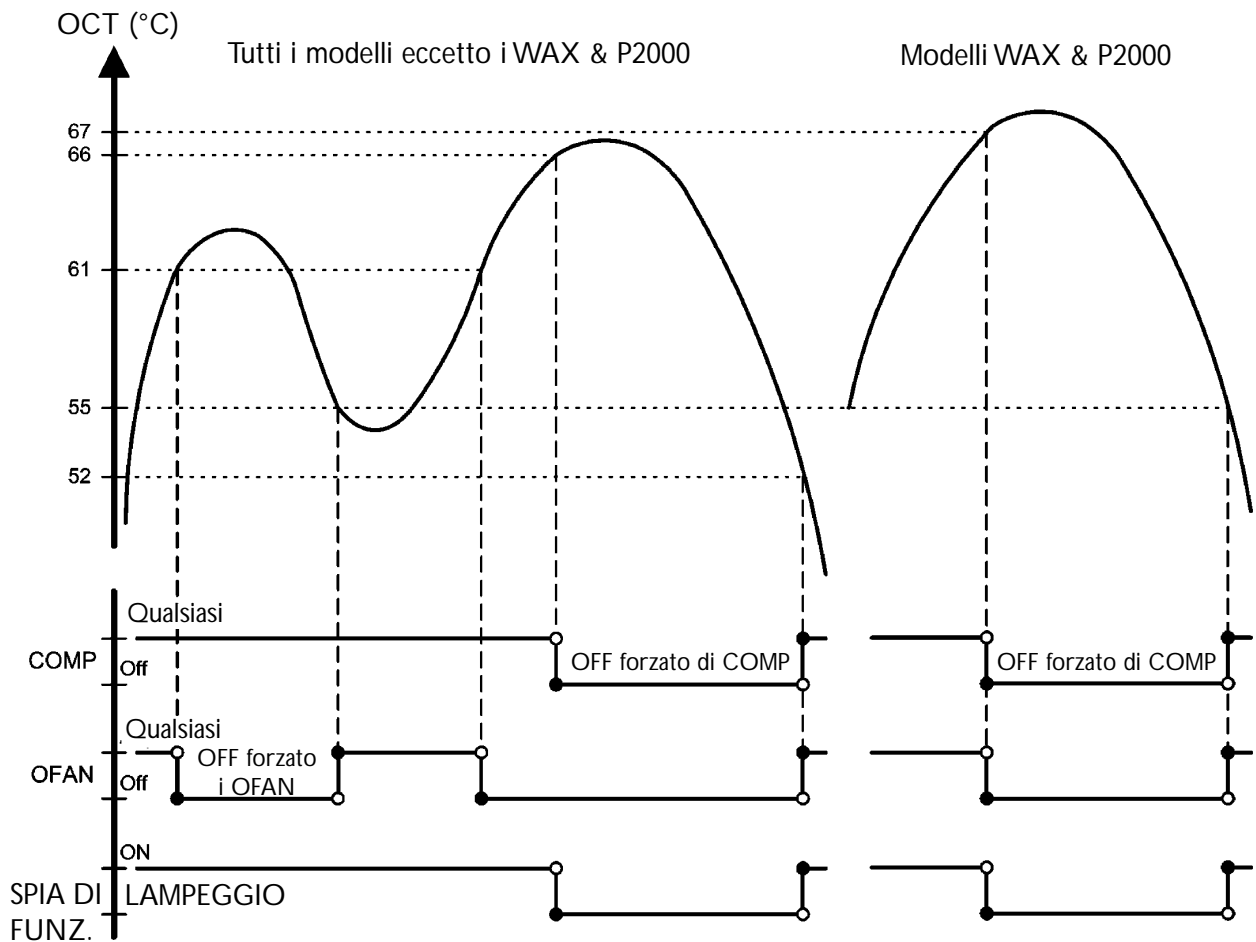 OCT (°C)
Tutti i modelli eccetto i WAX & P2000
Modelli WAX & P2000
67
66
61
55
52
Qualsiasi
COMP
Off
OFF forzato di COMP
OFF forzato di COMP
Qualsiasi
OFAN
Off
OFF forzato
i OFAN
ON
SPIA DI
FUNZ.
LAMPEGGIO